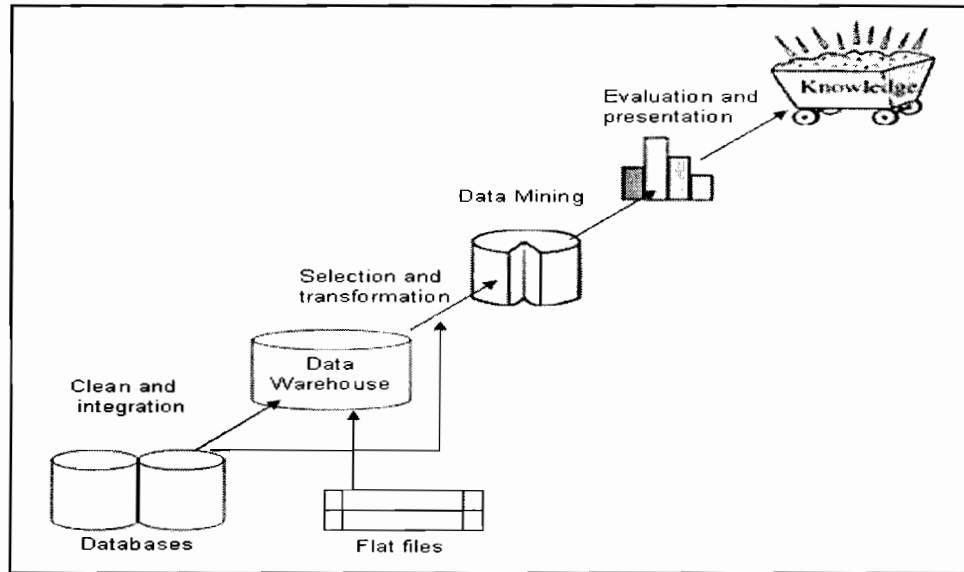 Knowledge
Evaluation and
presentation
Data Mining
Selection and
transformation
Data
Warehouse
Clean and
integration
Databases
Flat files